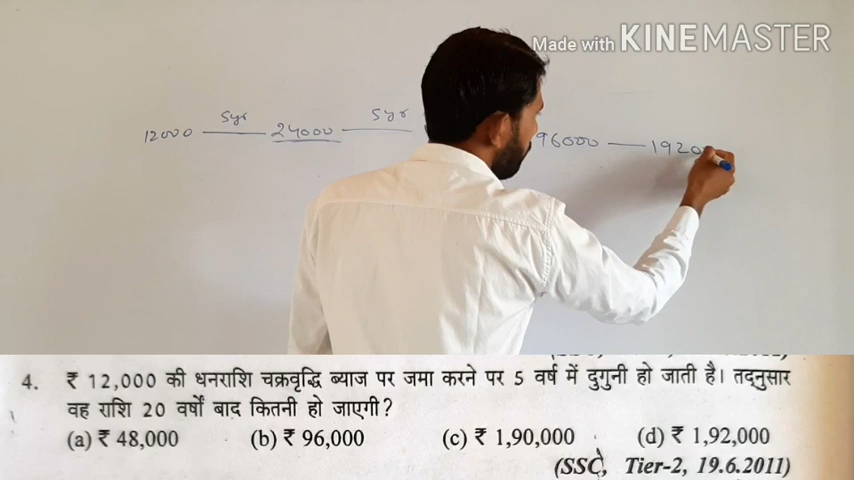 Made with KINEMASTER
12000 5yr 24000 5yr 96000 1920
4. ₹ 12,000 की धनराशि चक्रवृद्धि ब्याज पर जमा करने पर 5 वर्ष में दुगुनी हो जाती है। तद्नुसार
वह राशि 20 वर्षों बाद कितनी हो जाएगी?
(a) ₹ 48,000 (b) ₹ 96,000 (c) ₹ 1,90,000 (d) ₹ 1,92,000
(SSC, Tier-2, 19.6.2011)